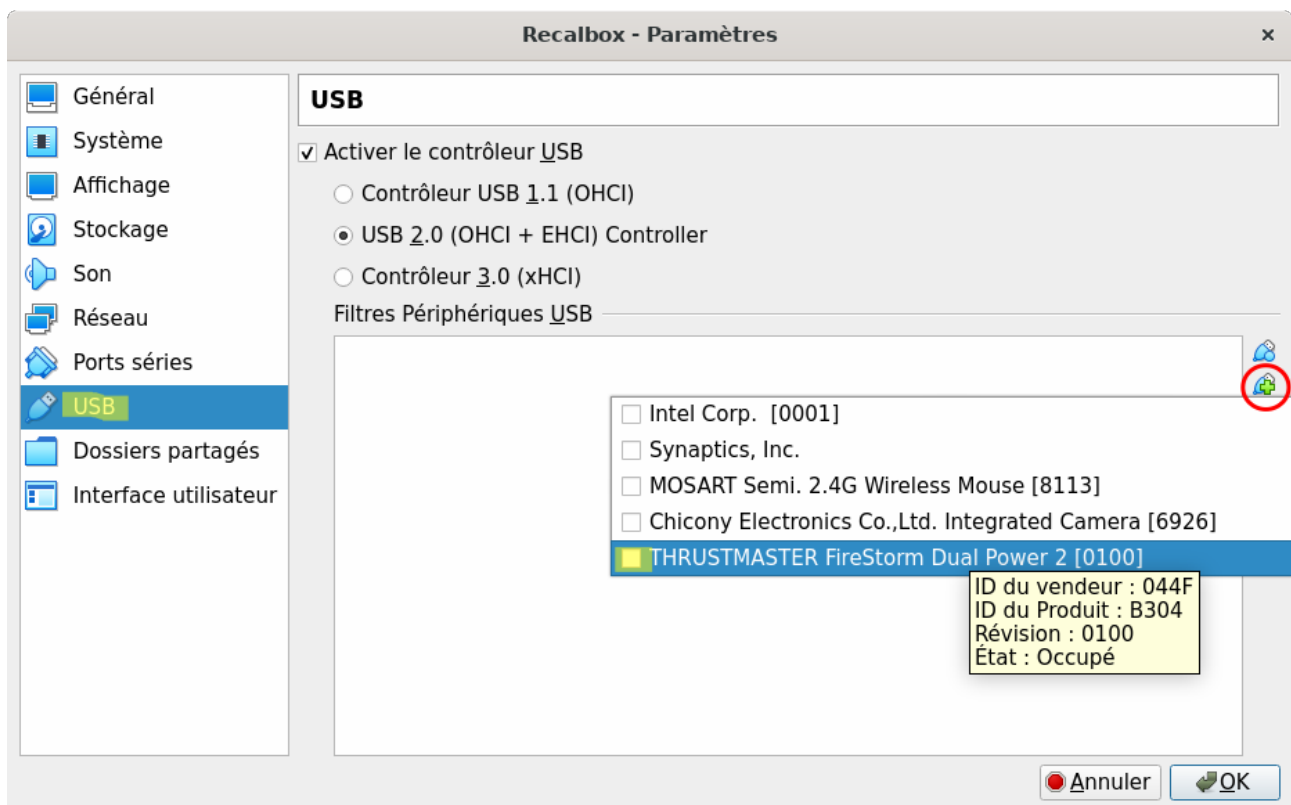 Recalbox - Paramètres
×
Général
Système
Affichage
Stockage
Son
Réseau
Ports séries
USB
Dossiers partagés
Interface utilisateur
USB
Activer le contrôleur USB
Contrôleur USB 1.1 (OHCI)
USB 2.0 (OHCI + EHCI) Controller
Contrôleur 3.0 (xHCI)
Filtres Périphériques USB
Intel Corp.  [0001]
Synaptics, Inc.
MOSART Semi. 2.4G Wireless Mouse [8113]
Chicony Electronics Co.,Ltd. Integrated Camera [6926]
THRUSTMASTER FireStorm Dual Power 2 [0100]
ID du vendeur : 044F
ID du Produit : B304
Révision : 0100
État : Occupé
Annuler
OK